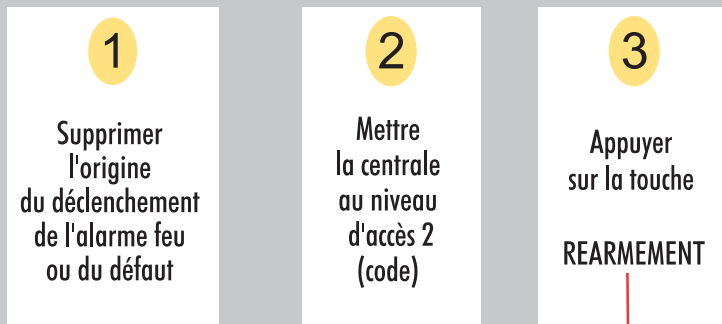 1
Supprimer
l'origine
du déclenchement
de l'alarme feu
ou du défaut
2
Mettre
la centrale
au niveau
d'accès 2
(code)
3
Appuyer
sur la touche
REARMEMENT